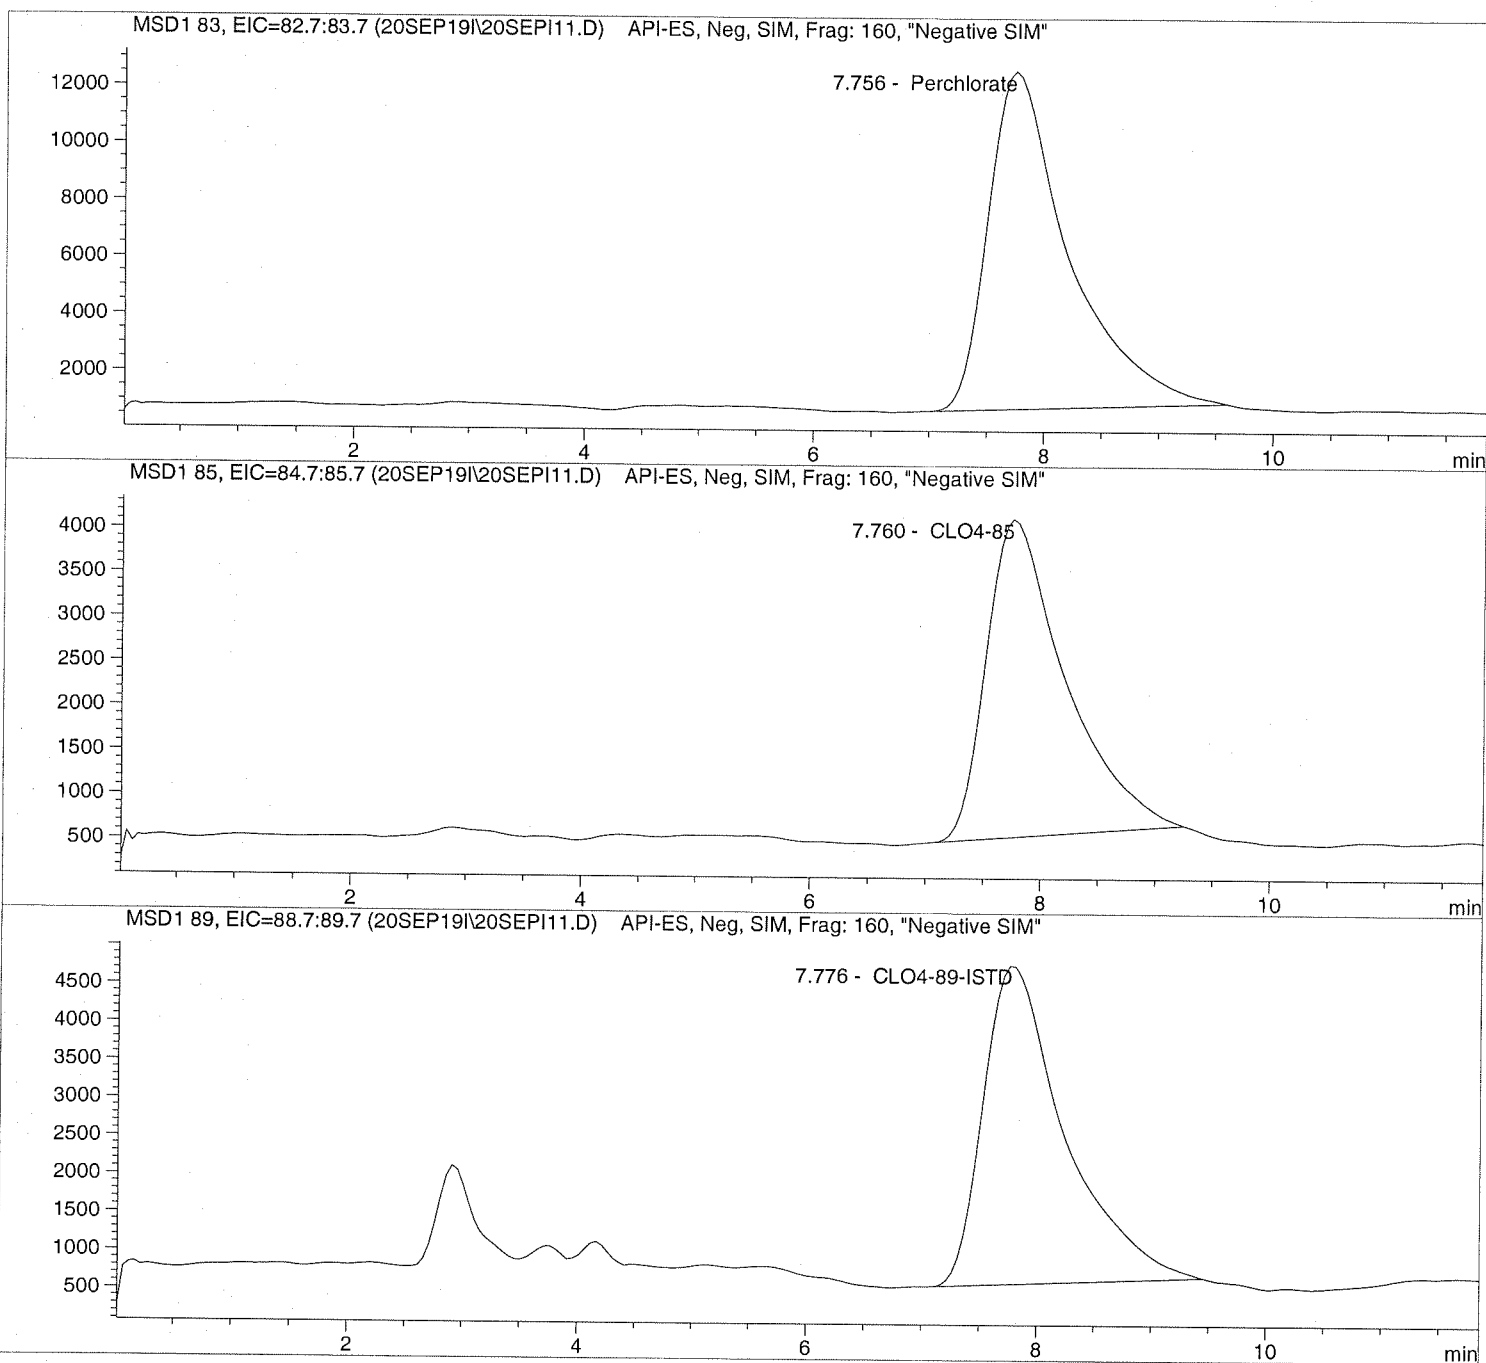 MSD1 83, EIC=82.7:83.7 (20SEP19I\20SEPI11.D) API-ES, Neg, SIM, Frag: 160, "Negative SIM"
7.756 - Perchlorate
12000
10000
8000
6000
4000
2000
2 4 6 8 10 min
MSD1 85, EIC=84.7:85.7 (20SEP19I\20SEPI11.D) API-ES, Neg, SIM, Frag: 160, "Negative SIM"
7.760 - CLO4-85
4000
3500
3000
2500
2000
1500
1000
500
2 4 6 8 10 min
MSD1 89, EIC=88.7:89.7 (20SEP19I\20SEPI11.D) API-ES, Neg, SIM, Frag: 160, "Negative SIM"
7.776 - CLO4-89-ISTD
4500
4000
3500
3000
2500
2000
1500
1000
500
2 4 6 8 10 min